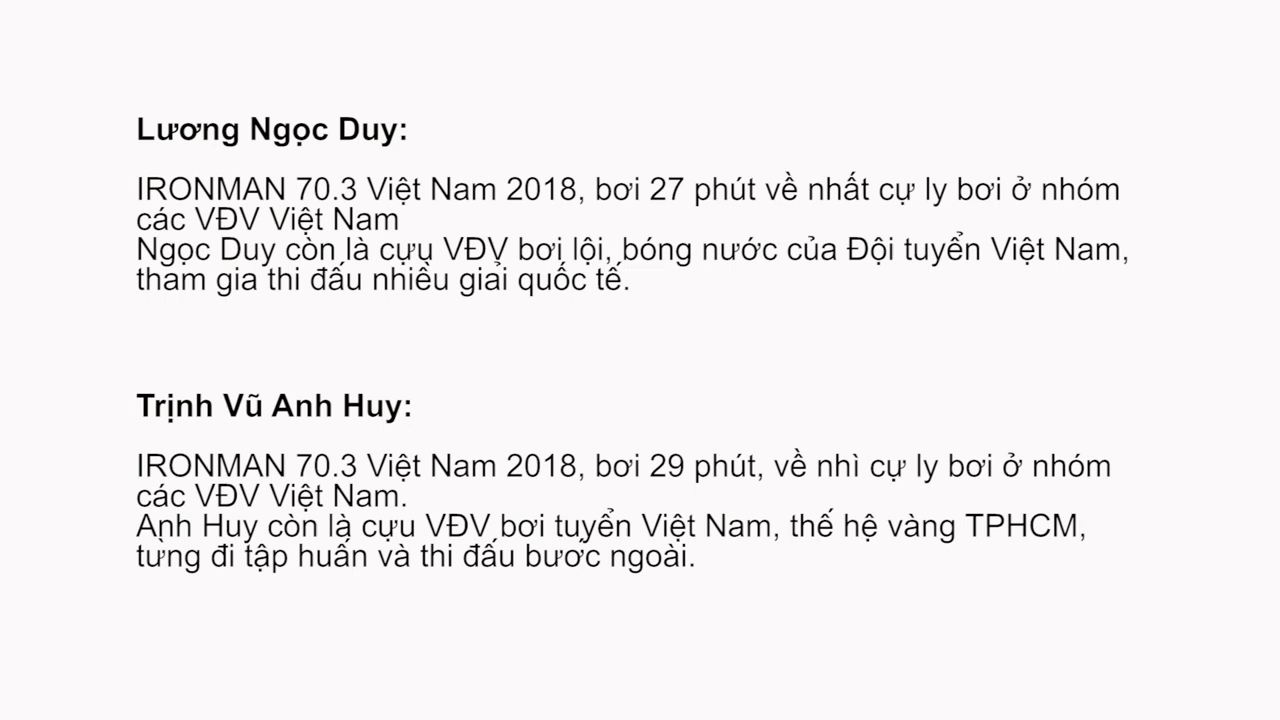 Lương Ngọc Duy:
IRONMAN 70.3 Việt Nam 2018, bơi 27 phút về nhất cự ly bơi ở nhóm
các VĐV Việt Nam
Ngọc Duy còn là cựu VĐV bơi lội, bóng nước của Đội tuyển Việt Nam,
tham gia thi đấu nhiều giải quốc tế.
Trịnh Vũ Anh Huy:
IRONMAN 70.3 Việt Nam 2018, bơi 29 phút, về nhì cự ly bơi ở nhóm
các VĐV Việt Nam.
Anh Huy còn là cựu VĐV bơi tuyển Việt Nam, thế hệ vàng TPHCM,
từng đi tập huấn và thi đấu bước ngoài.